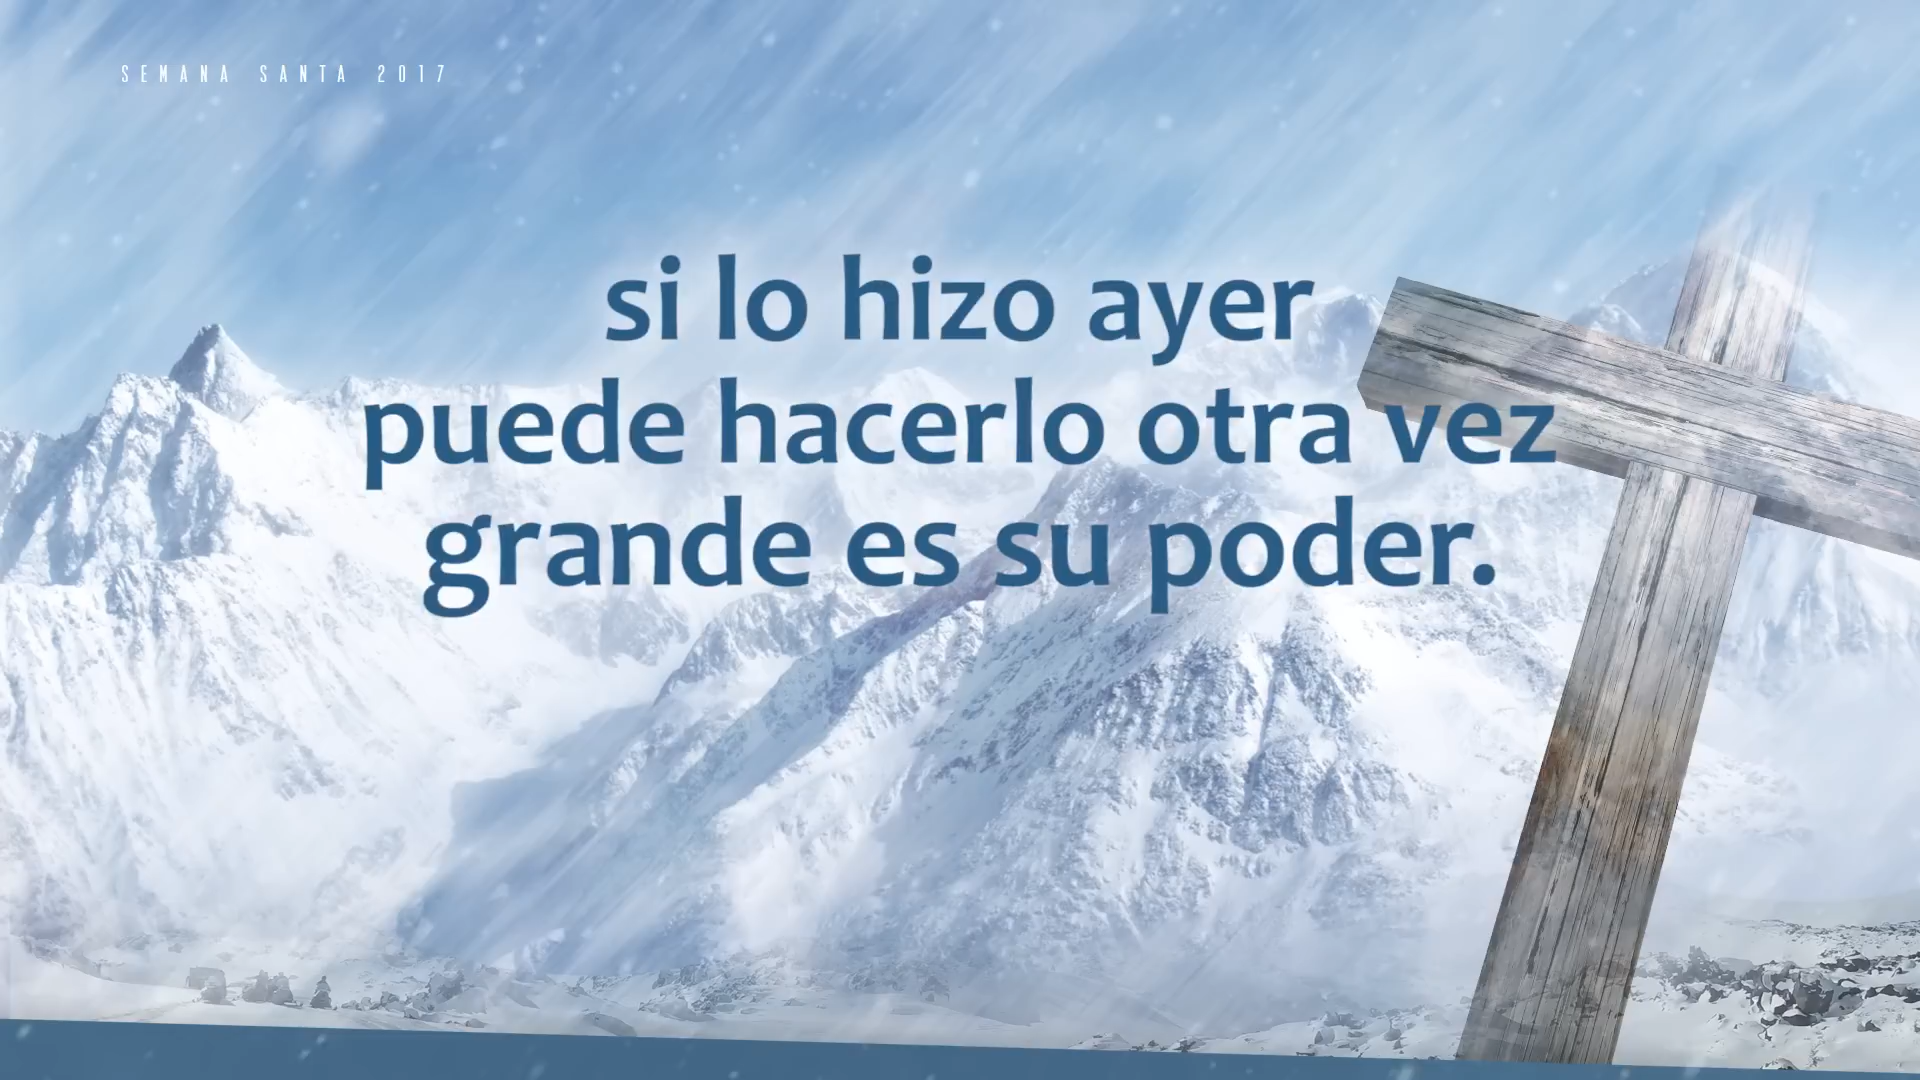 SEMANA SANTA 2017
si lo hizo ayer
puede hacerlo otra vez
grande es su poder.